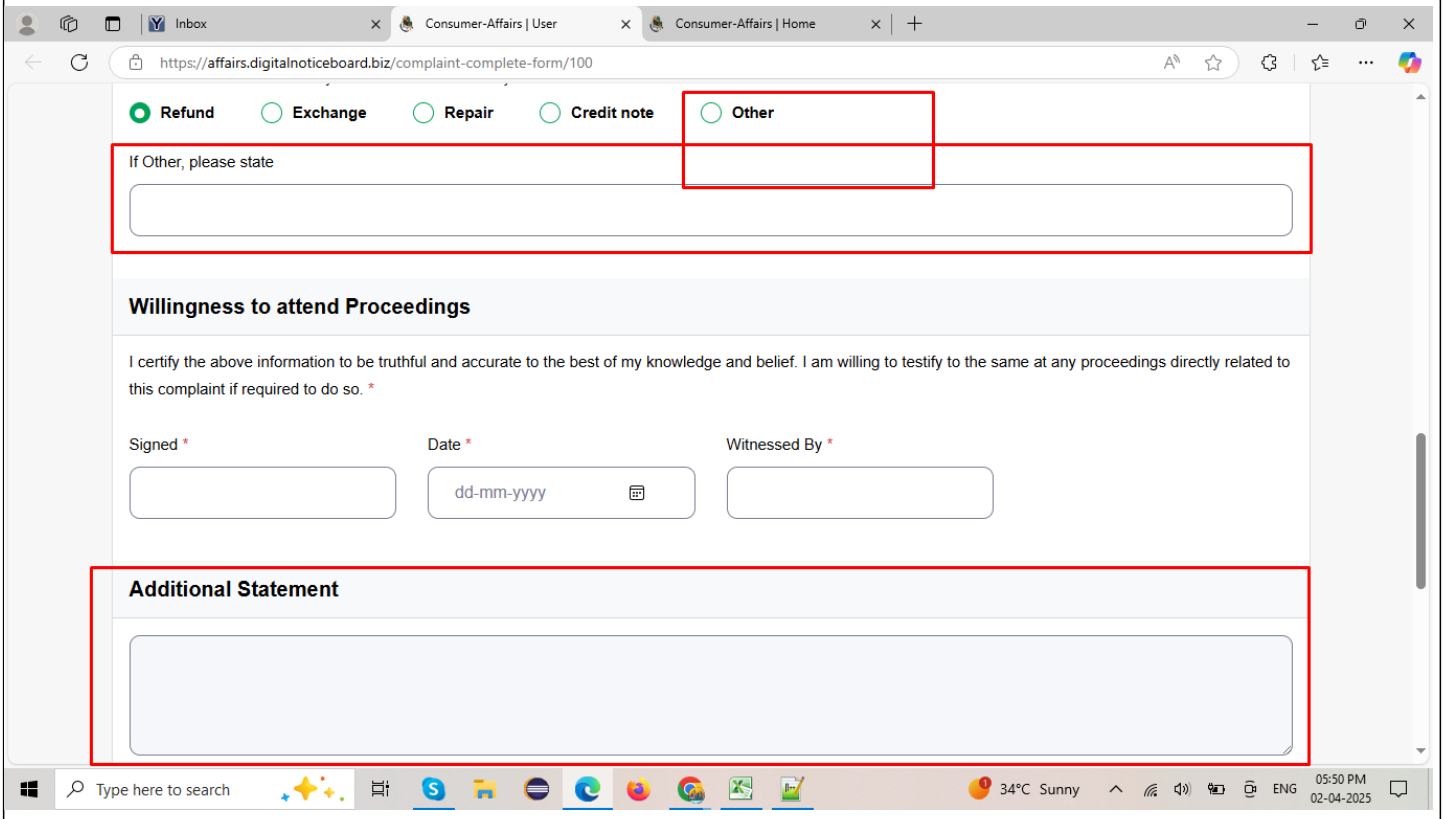 Inbox
Consumer-Affairs | User
Consumer-Affairs | Home
https://affairs.digitalnoticeboard.biz/complaint-complete-form/100
Refund Exchange Repair Credit note Other
If Other, please state
Willingness to attend Proceedings
I certify the above information to be truthful and accurate to the best of my knowledge and belief. I am willing to testify to the same at any proceedings directly related to
this complaint if required to do so. *
Signed * Date * Witnessed By *
dd-mm-yyyy
Additional Statement
Type here to search
34°C Sunny
ENG
05:50 PM
02-04-2025